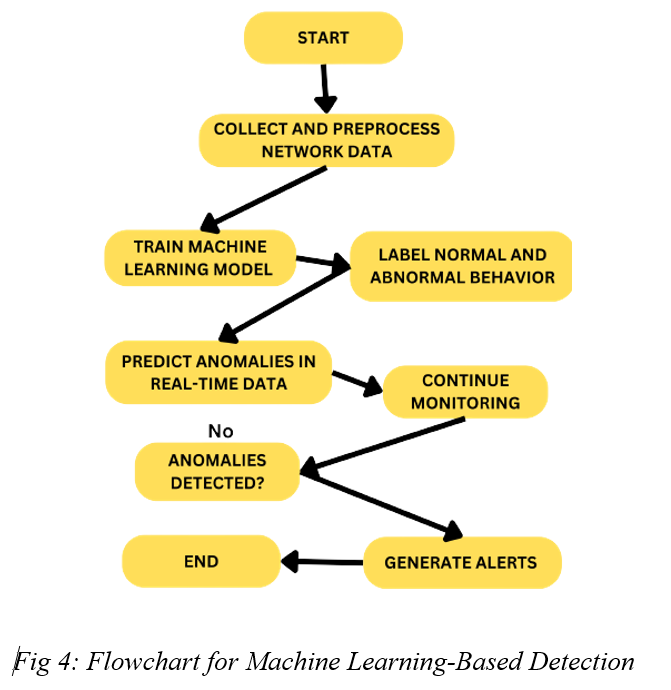 START
COLLECT AND PREPROCESS
NETWORK DATA
TRAIN MACHINE
LEARNING MODEL
LABEL NORMAL AND
ABNORMAL BEHAVIOR
PREDICT ANOMALIES IN
REAL-TIME DATA
CONTINUE
MONITORING
No
ANOMALIES
DETECTED?
END
GENERATE ALERTS
Fig 4: Flowchart for Machine Learning-Based Detection